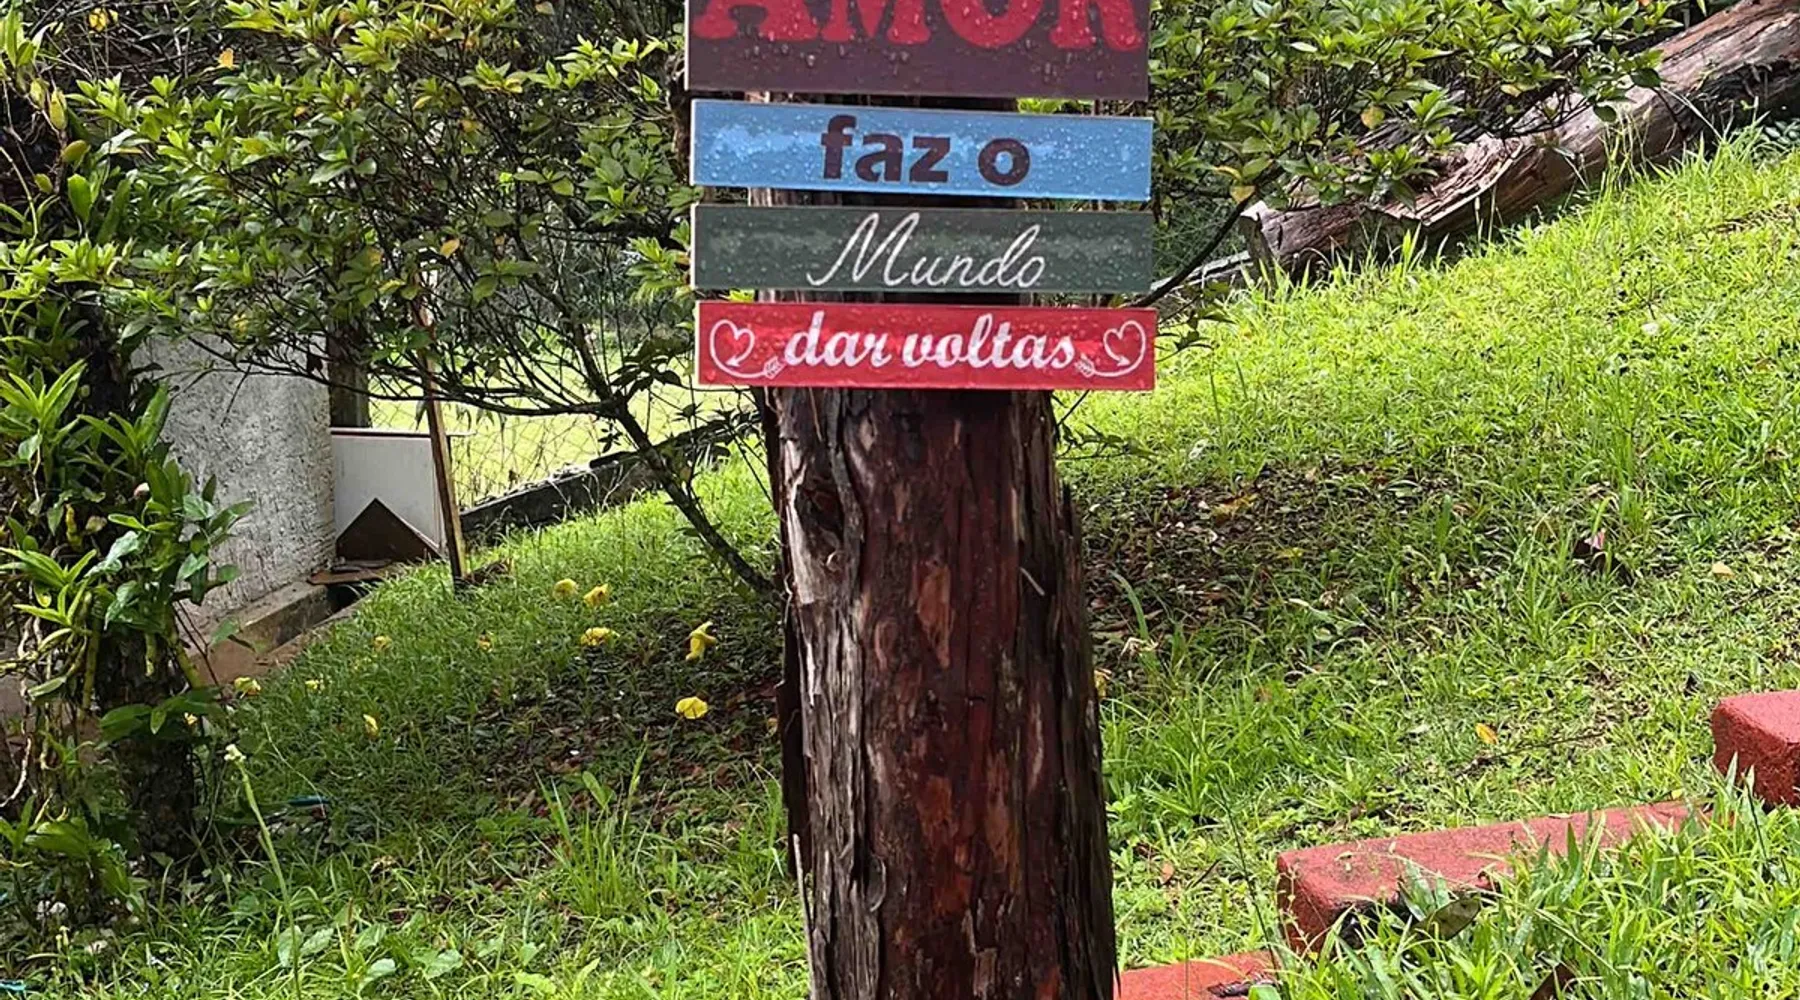 AMOR
faz o
Mundo
dar voltas